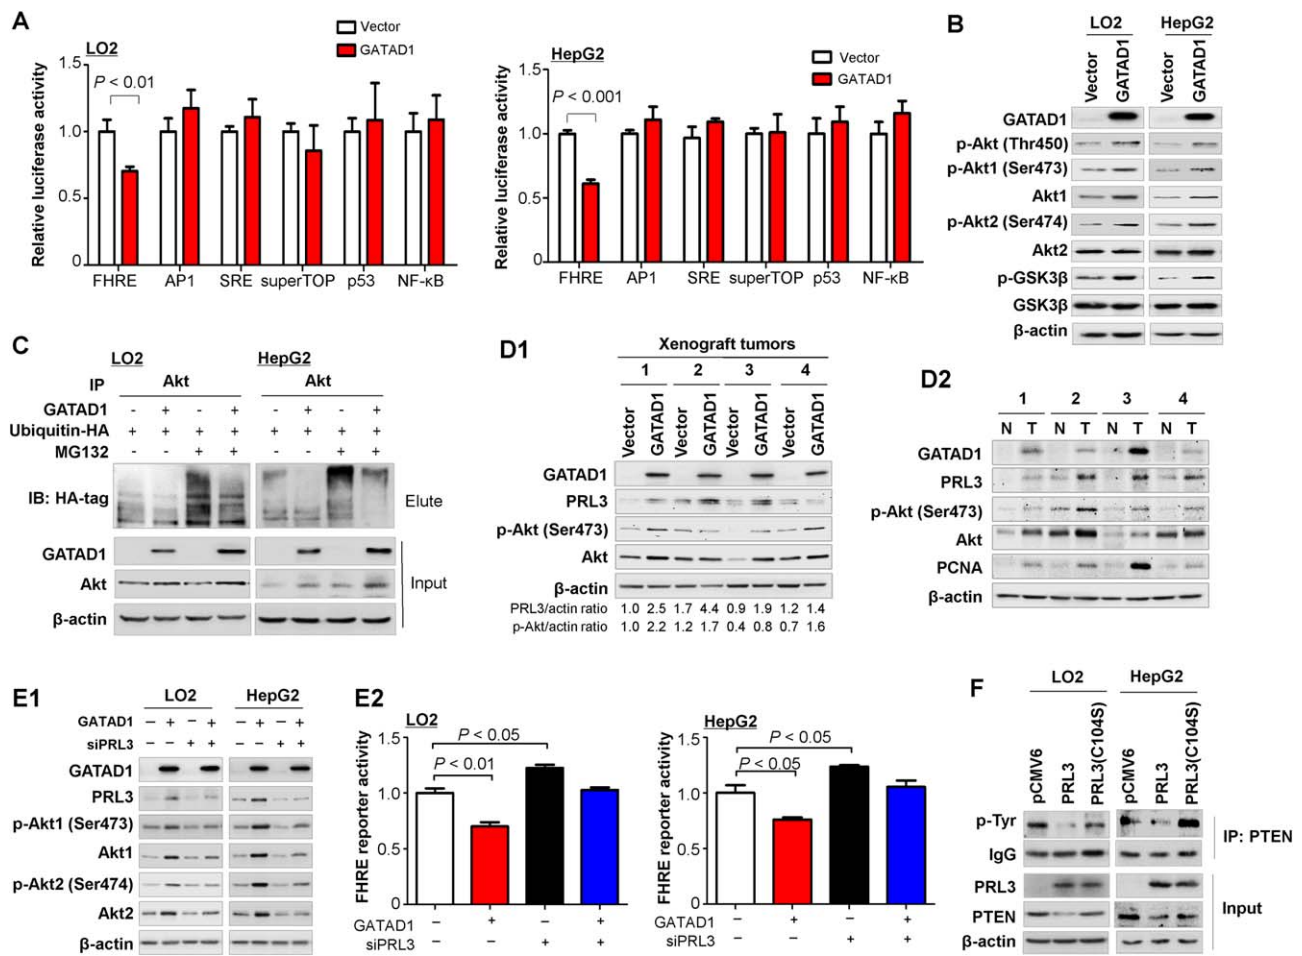 A
LO2
Vector
GATAD1
P < 0.01
Relative luciferase activity
1.5
1.0
0.5
0
FHRE AP1 SRE superTOP p53 NF-κB
HepG2
Vector
GATAD1
P < 0.001
Relative luciferase activity
1.5
1.0
0.5
0
FHRE AP1 SRE superTOP p53 NF-κB
B
LO2 HepG2
Vector GATAD1 Vector GATAD1
GATAD1
p-Akt (Thr450)
p-Akt1 (Ser473)
Akt1
p-Akt2 (Ser474)
Akt2
p-GSK3β
GSK3β
β-actin
C
LO2 HepG2
IP Akt Akt
GATAD1 - + - + - + - +
Ubiquitin-HA + + + + + + + +
MG132 - - + + - - + +
IB: HA-tag Elute
GATAD1
Akt Input
β-actin
D1
Xenograft tumors
1 2 3 4
Vector GATAD1 Vector GATAD1 Vector GATAD1 Vector GATAD1
GATAD1
PRL3
p-Akt (Ser473)
Akt
β-actin
PRL3/actin ratio 1.0 2.5 1.7 4.4 0.9 1.9 1.2 1.4
p-Akt/actin ratio 1.0 2.2 1.2 1.7 0.4 0.8 0.7 1.6
D2
1 2 3 4
N T N T N T N T
GATAD1
PRL3
p-Akt (Ser473)
Akt
PCNA
β-actin
E1
LO2 HepG2
GATAD1 – + – + – + – +
siPRL3 – – + + – – + +
GATAD1
PRL3
p-Akt1 (Ser473)
Akt1
p-Akt2 (Ser474)
Akt2
β-actin
E2
LO2
P < 0.05
P < 0.01
FHRE reporter activity
1.5
1.0
0.5
0
GATAD1 – + – +
siPRL3 – – + +
HepG2
P < 0.05
P < 0.05
FHRE reporter activity
1.5
1.0
0.5
0
GATAD1 – + – +
siPRL3 – – + +
F
LO2 HepG2
pCMV6 PRL3 PRL3(C104S) pCMV6 PRL3 PRL3(C104S)
p-Tyr
IgG
IP: PTEN
PRL3
PTEN
β-actin
Input